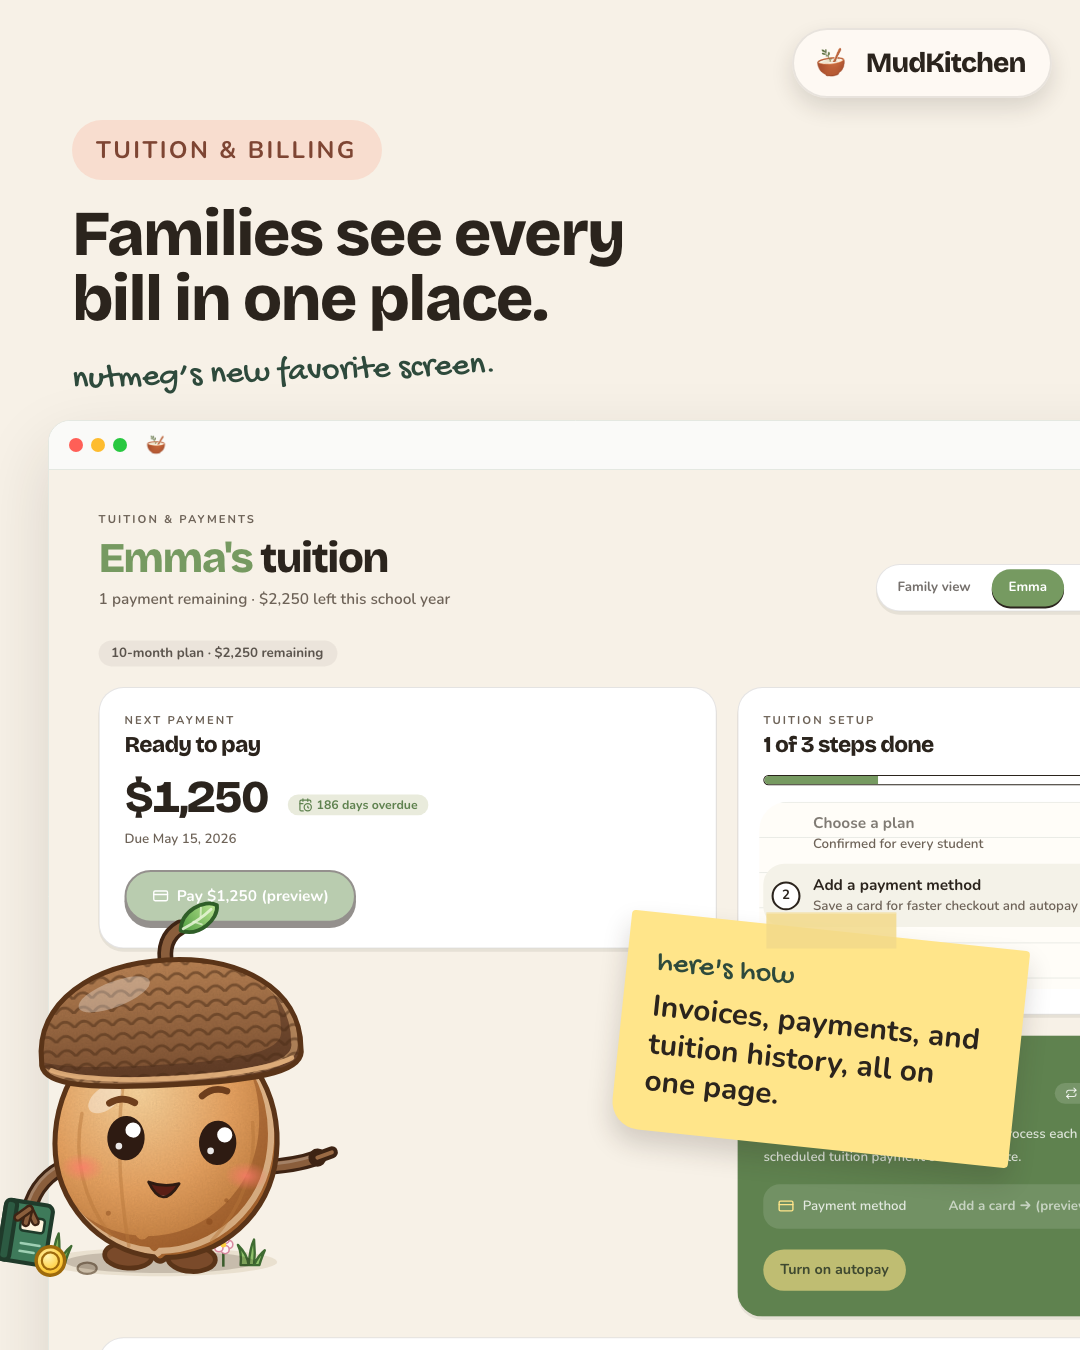 MudKitchen
TUITION & BILLING
Families see every
bill in one place.
nutmeg's new favorite screen.
TUITION & PAYMENTS
Emma's tuition
1 payment remaining · $2,250 left this school year
Family view
Emma
10-month plan · $2,250 remaining
NEXT PAYMENT
Ready to pay
$1,250
186 days overdue
Due May 15, 2026
Pay $1,250 (preview)
TUITION SETUP
1 of 3 steps done
Choose a plan
Confirmed for every student
2
Add a payment method
Save a card for faster checkout and autopay
here's how
Invoices, payments, and
tuition history, all on
one page.
each
scheduled tuition payment
Payment method
Add a card → (preview
Turn on autopay